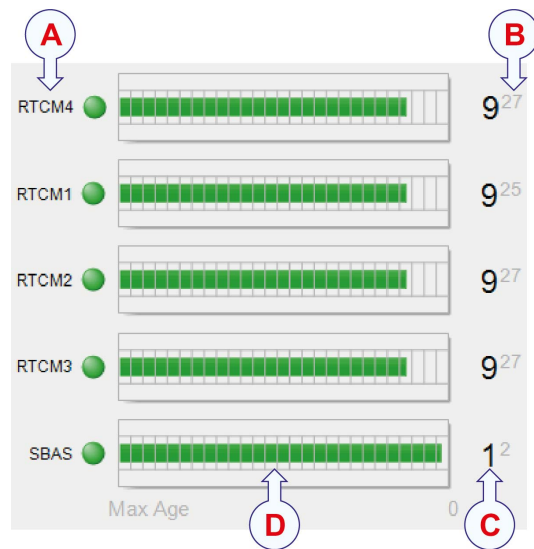 A B
RTCM4 9 27
RTCM1 9 25
RTCM2 9 27
RTCM3 9 27
SBAS 1 2
Max Age 0
D C